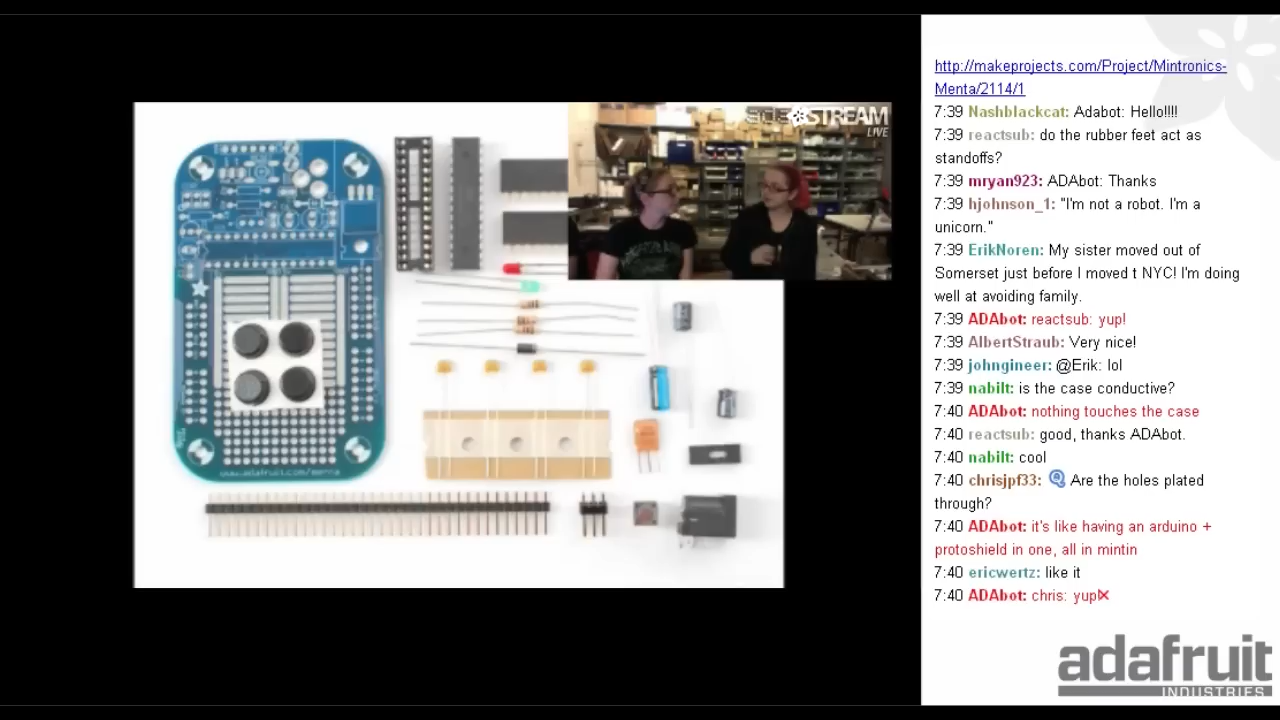 STREAM
LIVE
www.adafruit.com/menta
http://makeprojects.com/Project/Mintronics-
Menta/2114/1
7:39 Nashblackcat: Adabot: Hello!!!!
7:39 reactsub: do the rubber feet act as
standoffs?
7:39 mryan923: ADAbot: Thanks
7:39 hjohnson_1: "I'm not a robot. I'm a
unicorn."
7:39 ErikNoren: My sister moved out of
Somerset just before I moved t NYC! I'm doing
well at avoiding family.
7:39 ADAbot: reactsub: yup!
7:39 AlbertStraub: Very nice!
7:39 johngineer: @Erik: lol
7:39 nabilt: is the case conductive?
7:40 ADAbot: nothing touches the case
7:40 reactsub: good, thanks ADAbot.
7:40 nabilt: cool
7:40 chrisjpf33: Are the holes plated
through?
7:40 ADAbot: it's like having an arduino +
protoshield in one, all in mintin
7:40 ericwertz: like it
7:40 ADAbot: chris: yup
adafruit
INDUSTRIES